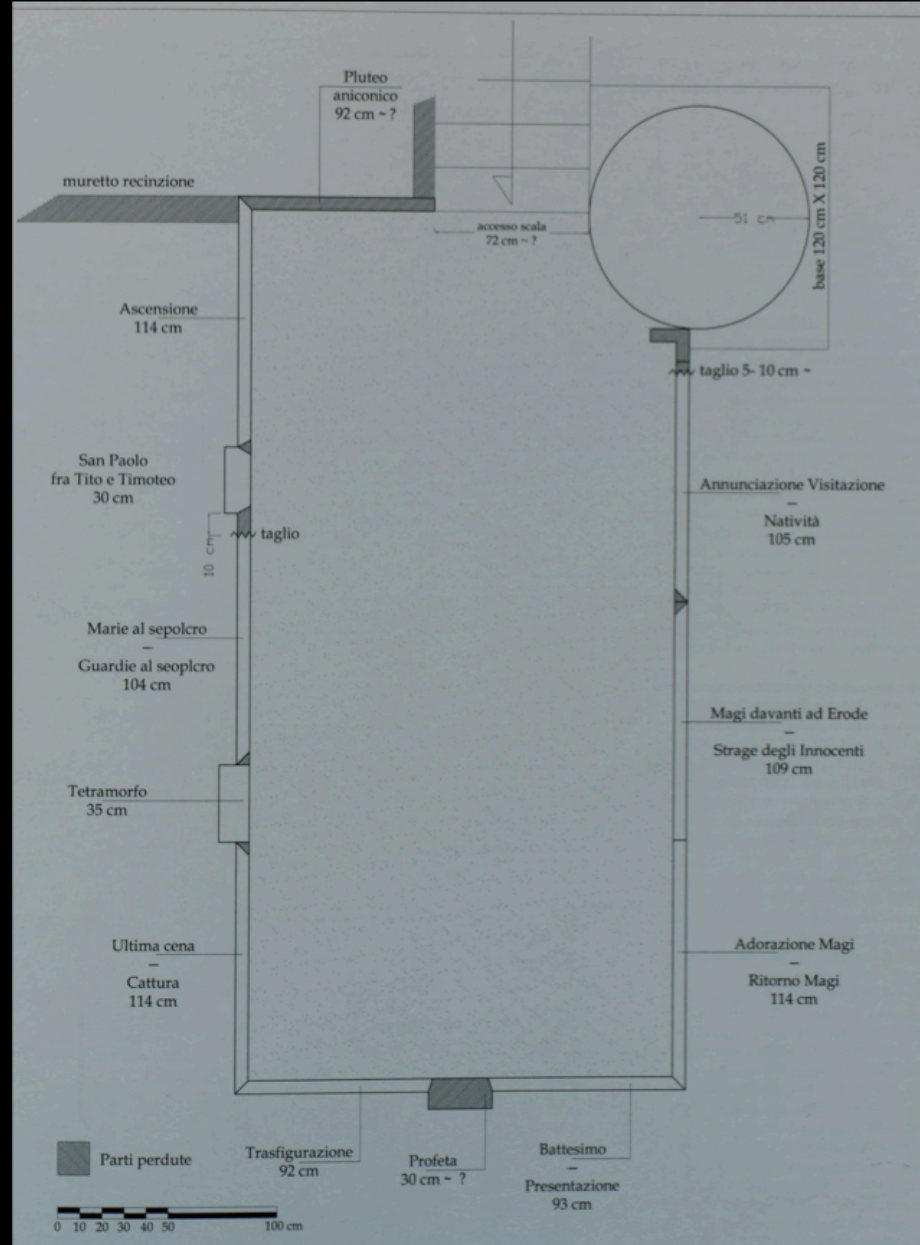 Pluteo
aniconico
92 cm ~ ?
muretto recinzione
accesso scala
72 cm ~ ?
51 cm
base 120 cm X 120 cm
Ascensione
114 cm
taglio 5- 10 cm ~
San Paolo
fra Tito e Timoteo
30 cm
Annunciazione Visitazione
–
Natività
105 cm
taglio
10 cm
Marie al sepolcro
–
Guardie al seoplcro
104 cm
Magi davanti ad Erode
–
Strage degli Innocenti
109 cm
Tetramorfo
35 cm
Ultima cena
–
Cattura
114 cm
Adorazione Magi
–
Ritorno Magi
114 cm
Parti perdute
Trasfigurazione
92 cm
Profeta
30 cm ~ ?
Battesimo
–
Presentazione
93 cm
0 10 20 30 40 50 100 cm